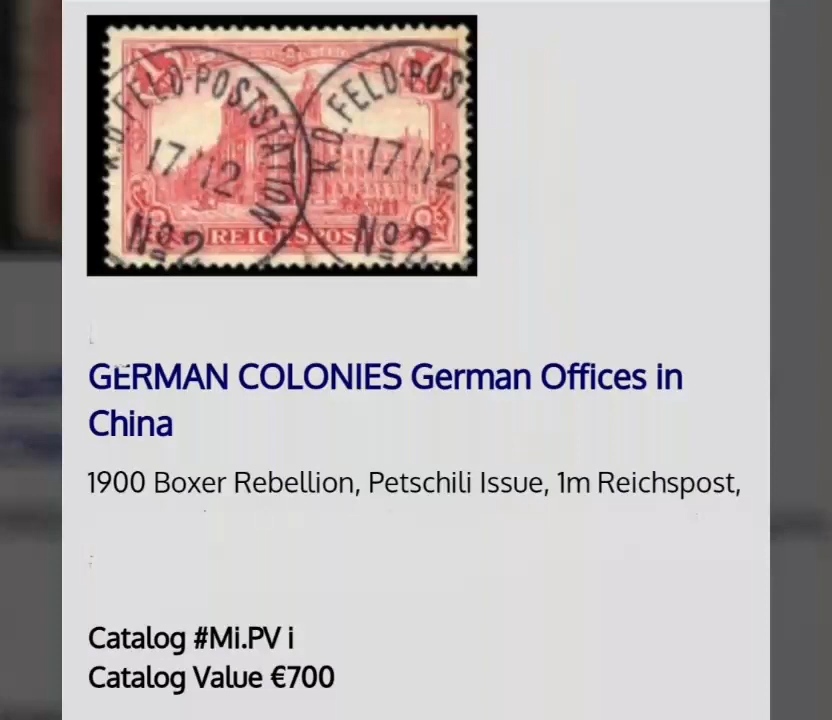 K.D. FELD-POSTSTATION
17/12
No 2
K.D. FELD-POST
17/12
No 2
REICHSPOST
GERMAN COLONIES German Offices in
China
1900 Boxer Rebellion, Petschili Issue, 1m Reichspost,
Catalog #Mi.PV i
Catalog Value €700